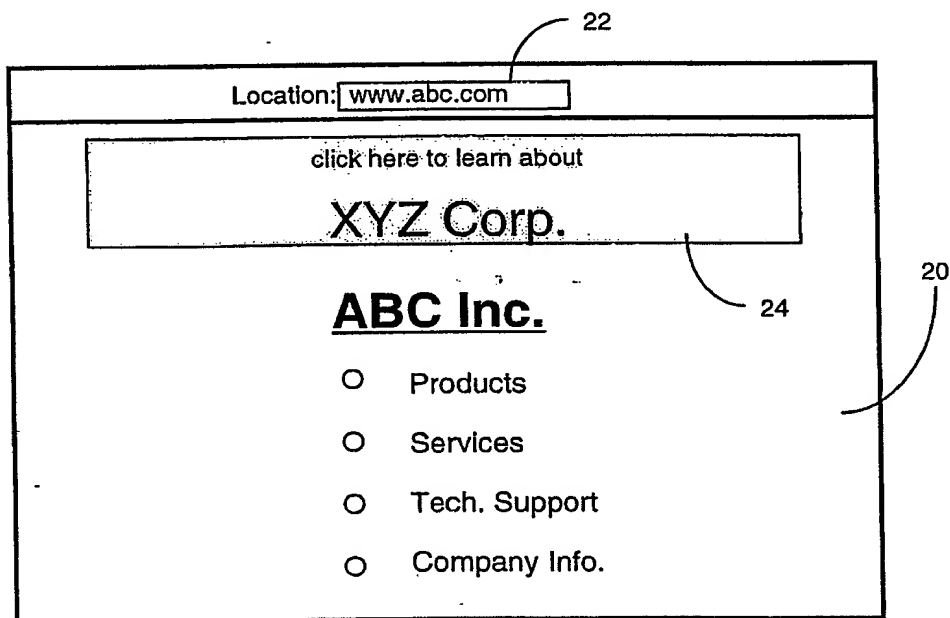 22
Location: www.abc.com
click here to learn about
XYZ Corp.
20
24
ABC Inc.
Products
Services
Tech. Support
Company Info.